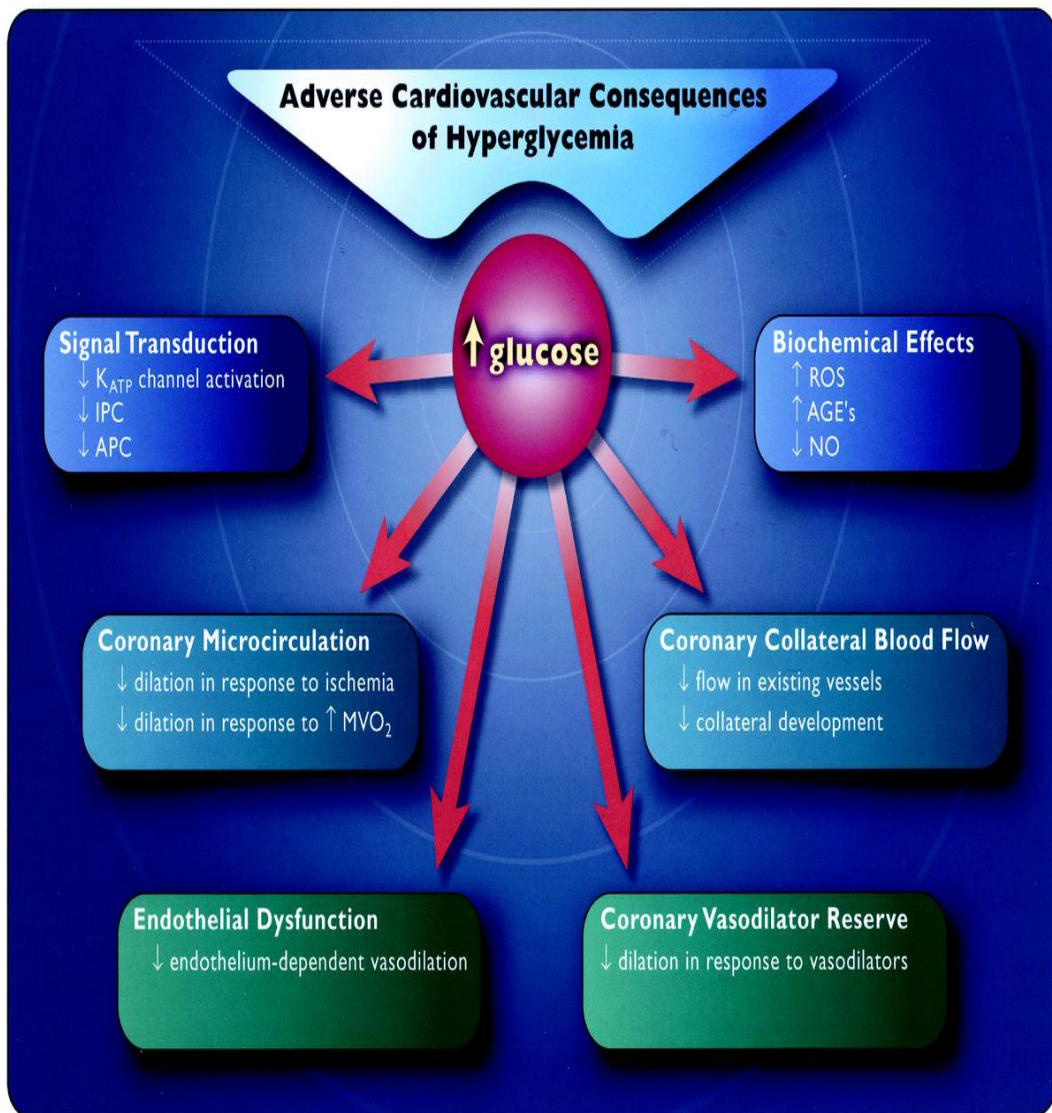 Adverse Cardiovascular Consequences
of Hyperglycemia
↑ glucose
Signal Transduction
↓ K_ATP channel activation
↓ IPC
↓ APC
Biochemical Effects
↑ ROS
↑ AGE's
↓ NO
Coronary Microcirculation
↓ dilation in response to ischemia
↓ dilation in response to ↑ MVO₂
Coronary Collateral Blood Flow
↓ flow in existing vessels
↓ collateral development
Endothelial Dysfunction
↓ endothelium-dependent vasodilation
Coronary Vasodilator Reserve
↓ dilation in response to vasodilators